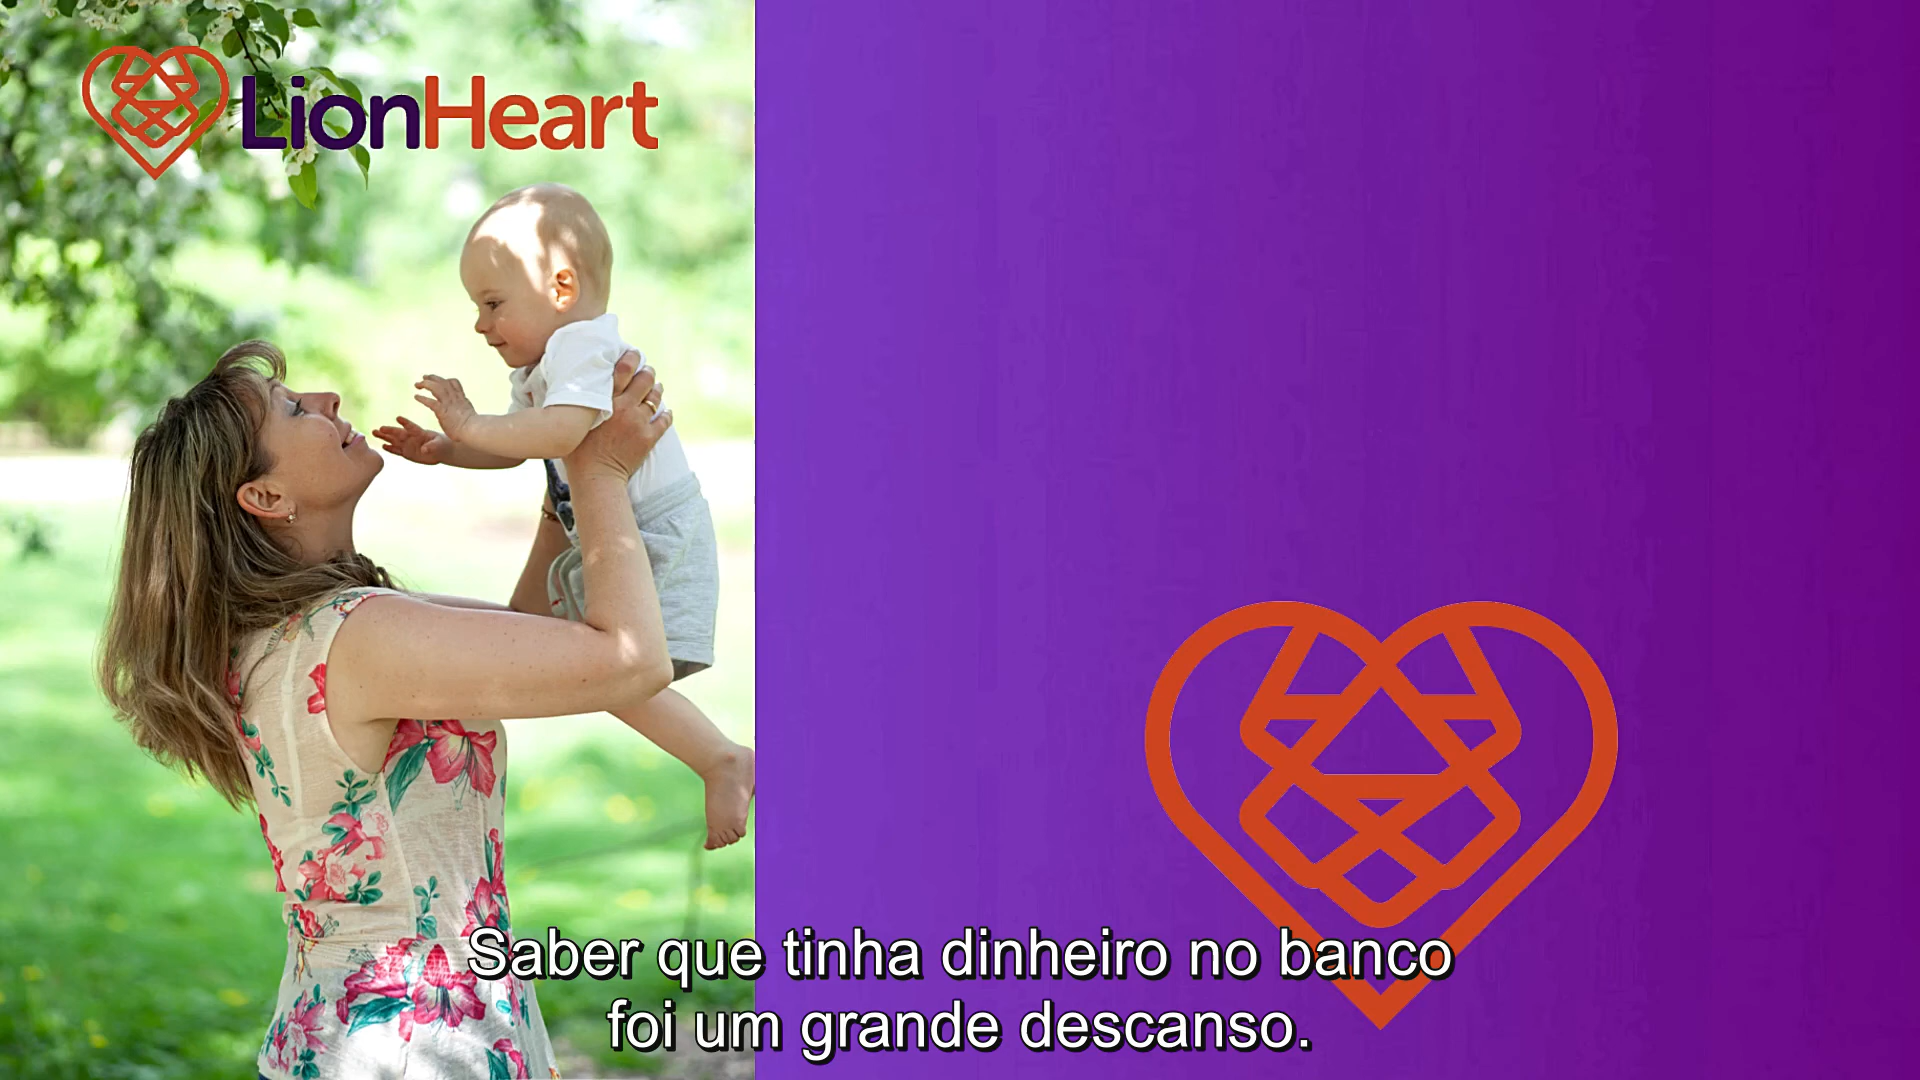 LionHeart
Saber que tinha dinheiro no banco
foi um grande descanso.